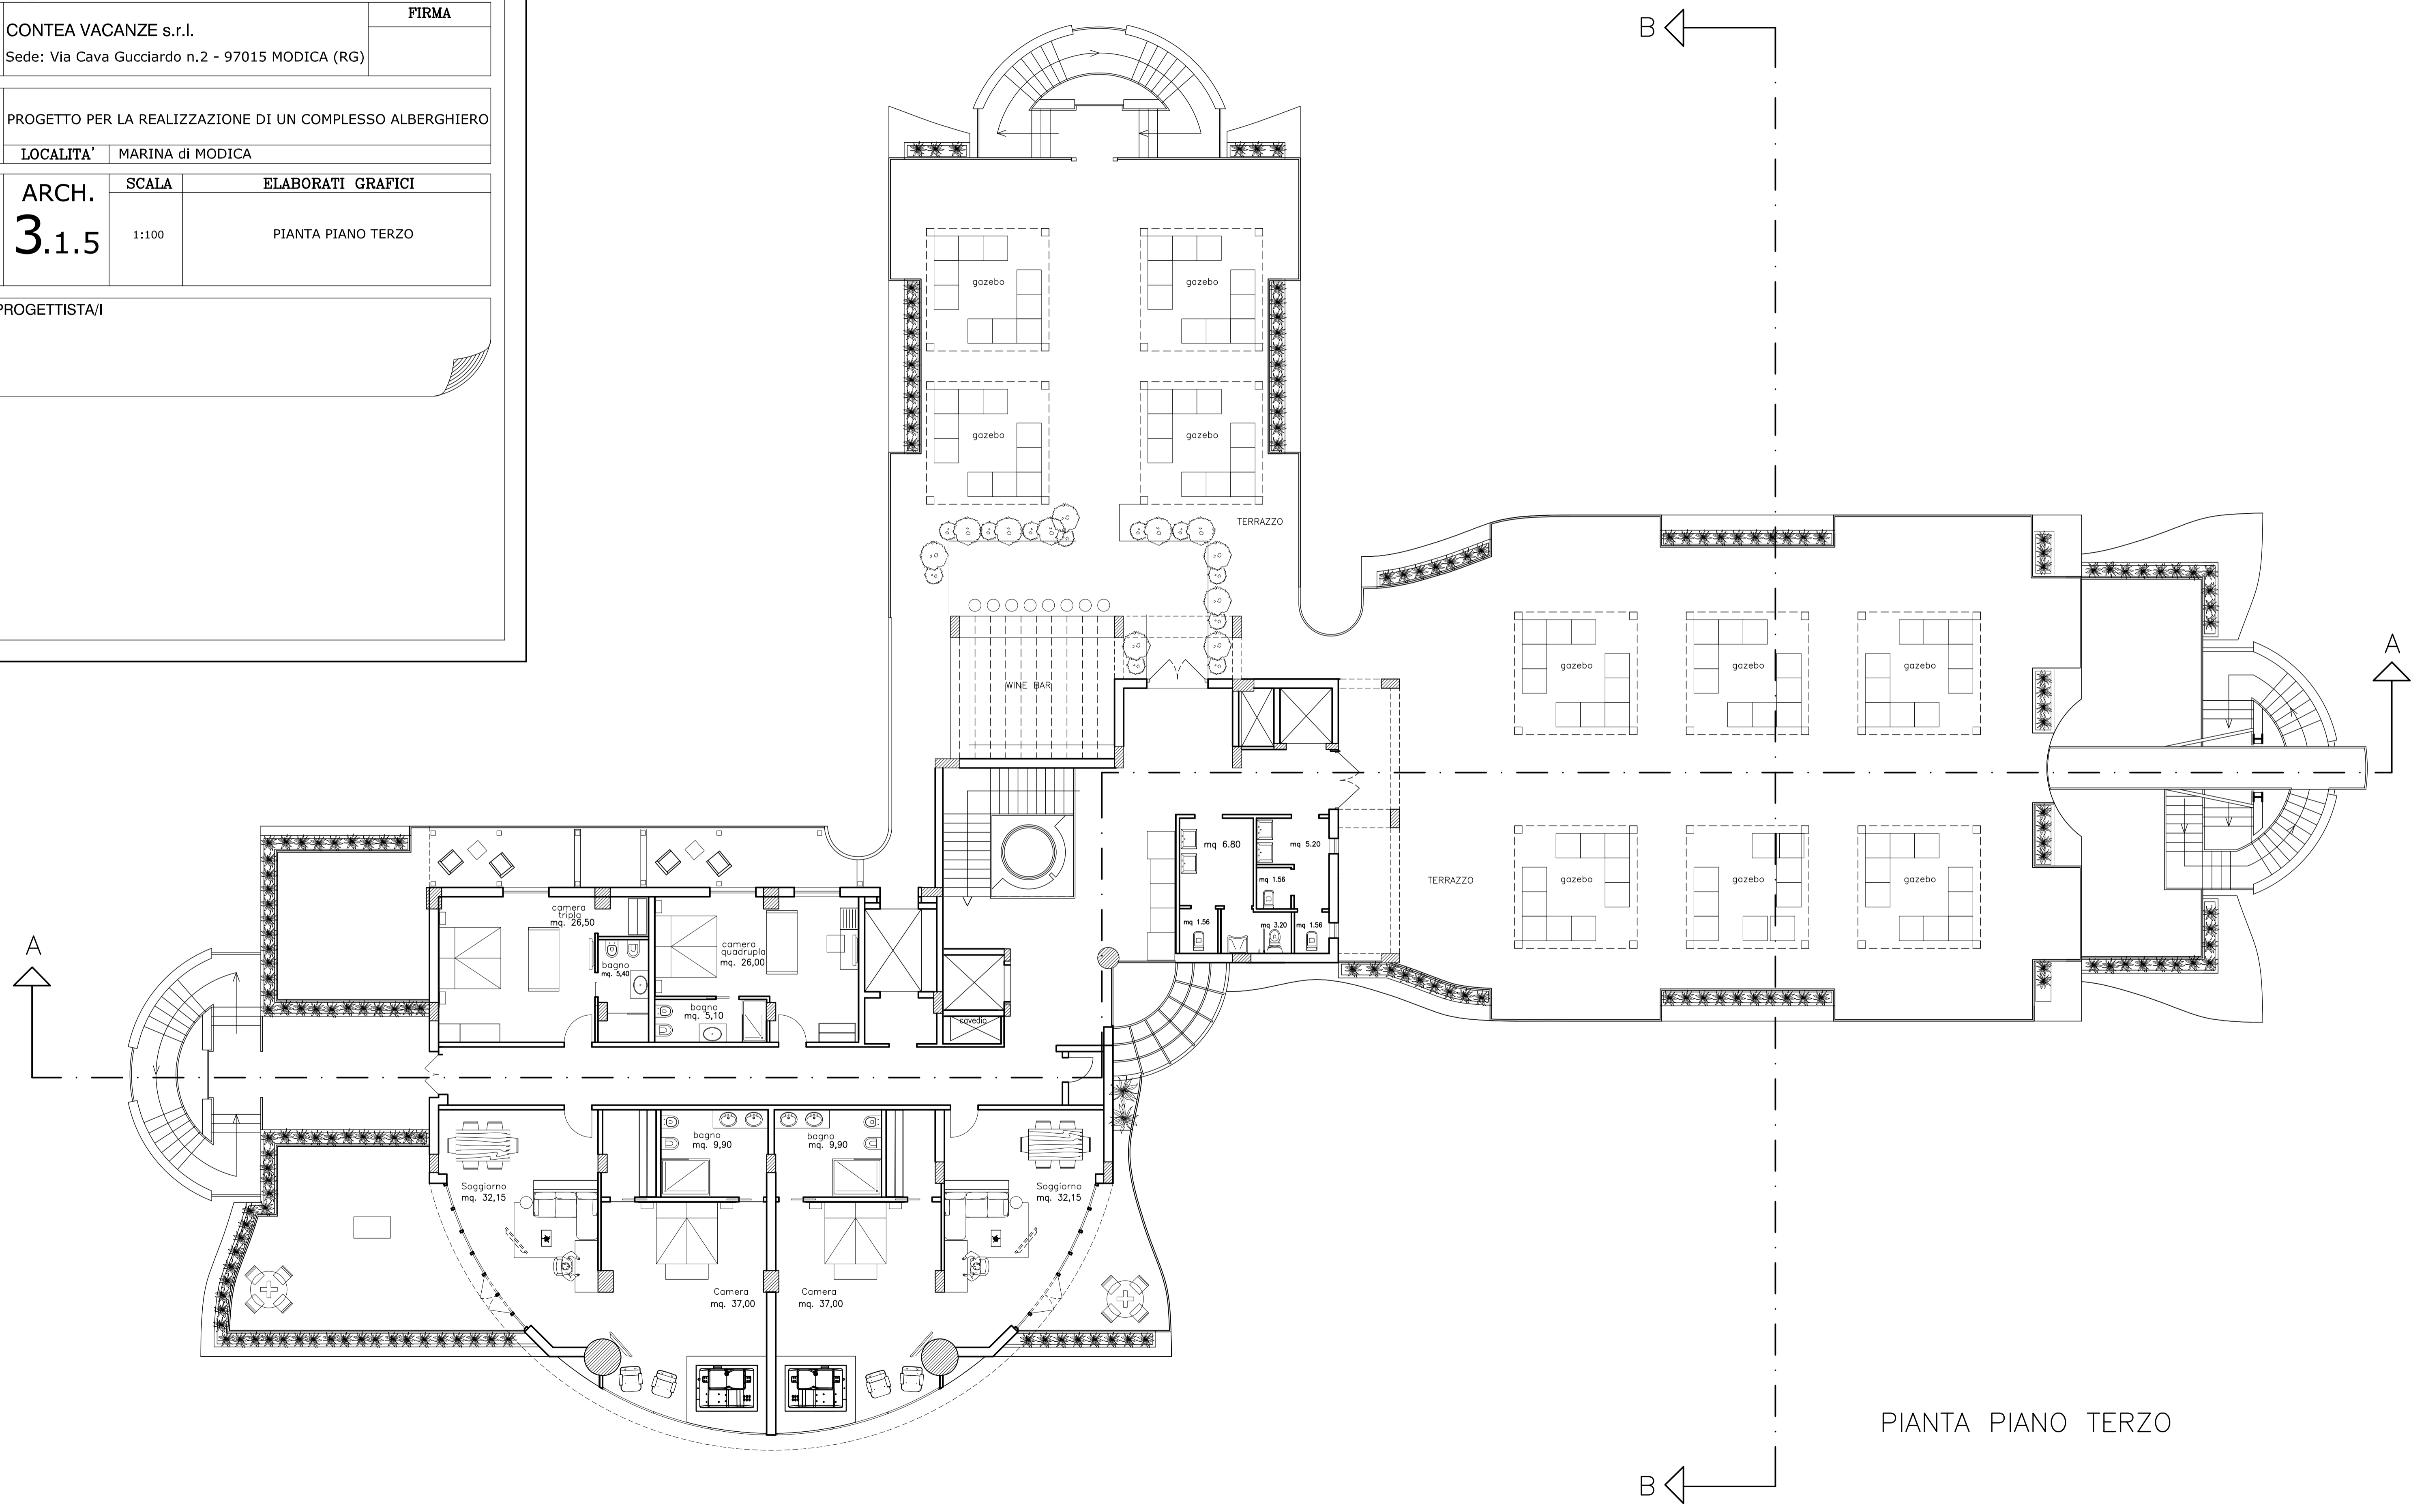 FIRMA
CONTEA VACANZE s.r.l.
Sede: Via Cava Gucciardo n.2 - 97015 MODICA (RG)
PROGETTO PER LA REALIZZAZIONE DI UN COMPLESSO ALBERGHIERO
LOCALITA' MARINA di MODICA
ARCH.
3.1.5
SCALA
1:100
ELABORATI GRAFICI
PIANTA PIANO TERZO
PROGETTISTA/I
B
gazebo
gazebo
gazebo
gazebo
TERRAZZO
WINE BAR
gazebo
gazebo
gazebo
A
mq 6.80
mq 5.20
mq 1.56
mq 1.56
mq 3.20
mq 1.56
TERRAZZO
gazebo
gazebo
gazebo
A
camera
tripla
mq. 26,50
bagno
mq. 5,40
camera
quadrupla
mq. 26,00
bagno
mq. 5,10
cavedio
bagno
mq. 9,90
bagno
mq. 9,90
Soggiorno
mq. 32,15
Soggiorno
mq. 32,15
Camera
mq. 37,00
Camera
mq. 37,00
PIANTA PIANO TERZO
B